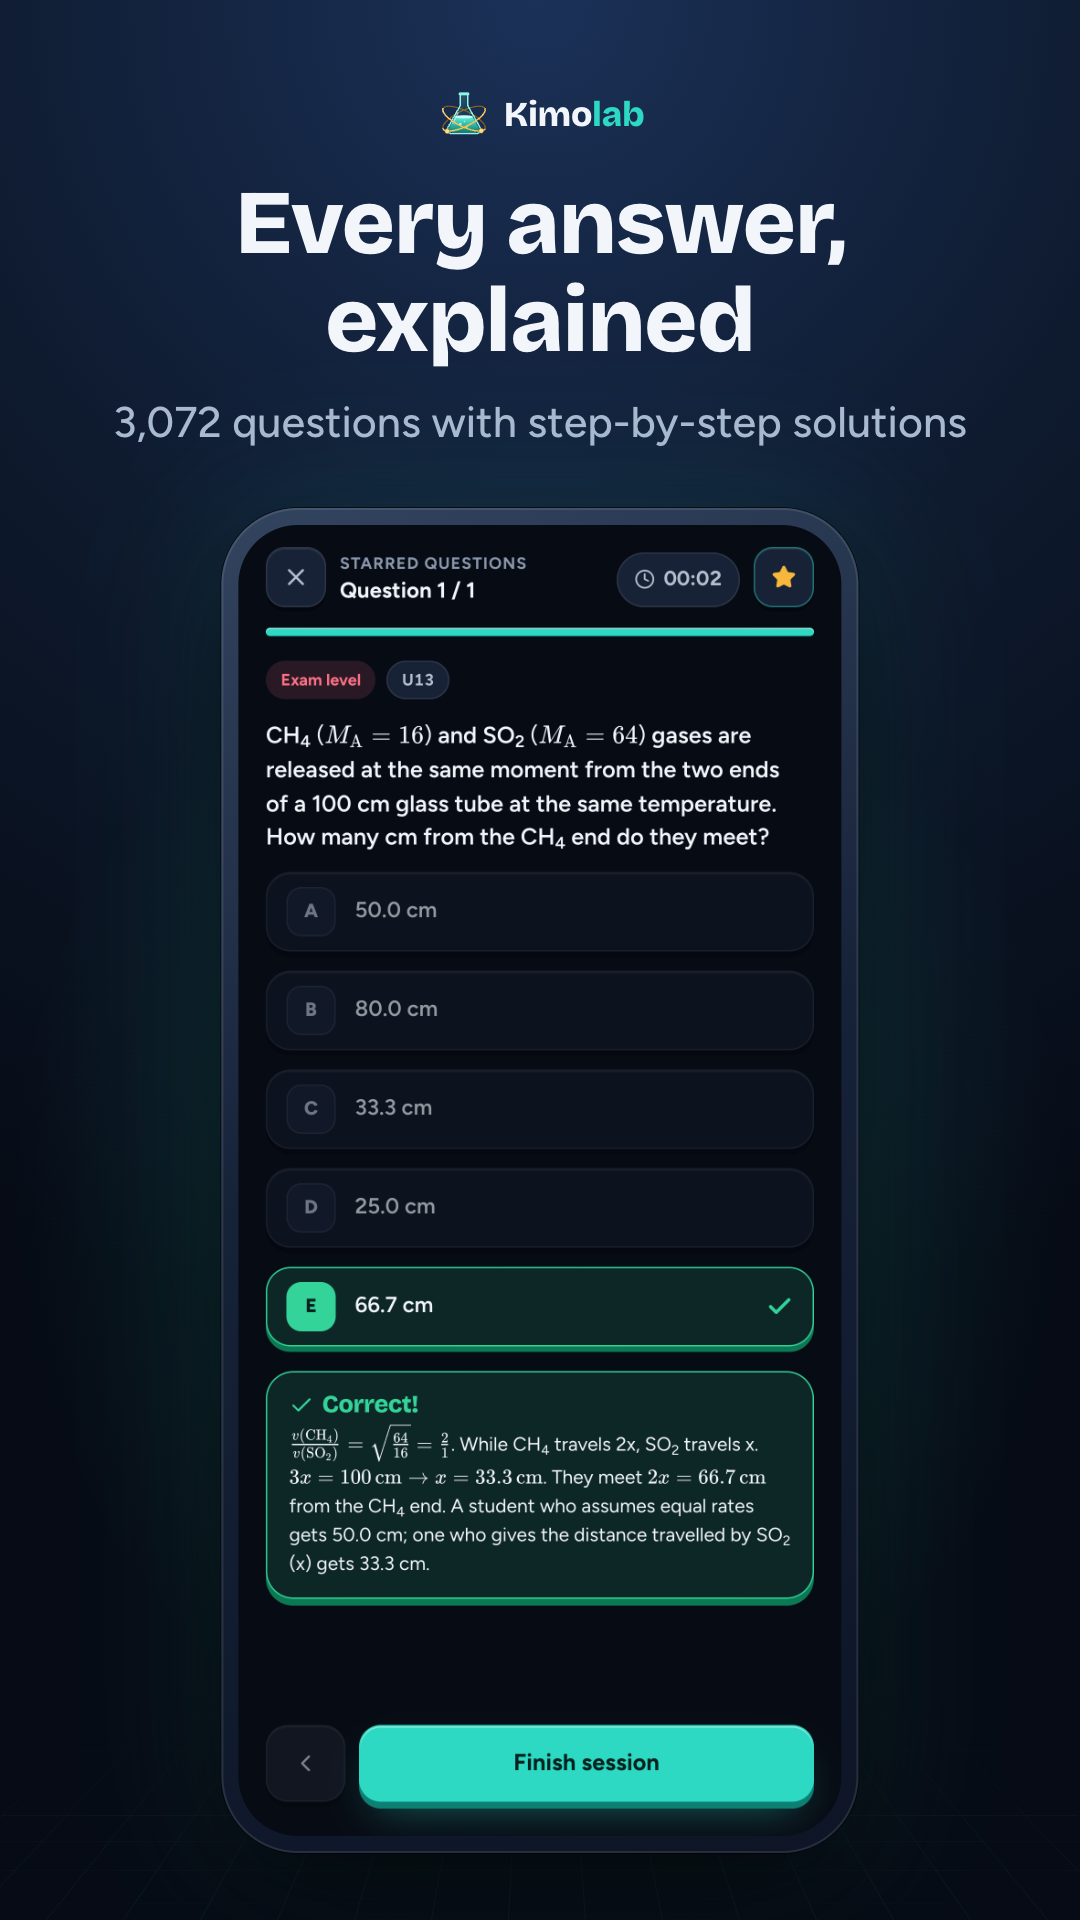 Kimolab
Every answer,
explained
3,072 questions with step-by-step solutions
STARRED QUESTIONS
Question 1 / 1
00:02
Exam level
U13
CH₄ (M_A = 16) and SO₂ (M_A = 64) gases are
released at the same moment from the two ends
of a 100 cm glass tube at the same temperature.
How many cm from the CH₄ end do they meet?
A 50.0 cm
B 80.0 cm
C 33.3 cm
D 25.0 cm
E 66.7 cm
Correct!
v(CH₄)/v(SO₂) = √(64/16) = 2/1. While CH₄ travels 2x, SO₂ travels x.
3x = 100 cm → x = 33.3 cm. They meet 2x = 66.7 cm
from the CH₄ end. A student who assumes equal rates
gets 50.0 cm; one who gives the distance travelled by SO₂
(x) gets 33.3 cm.
Finish session